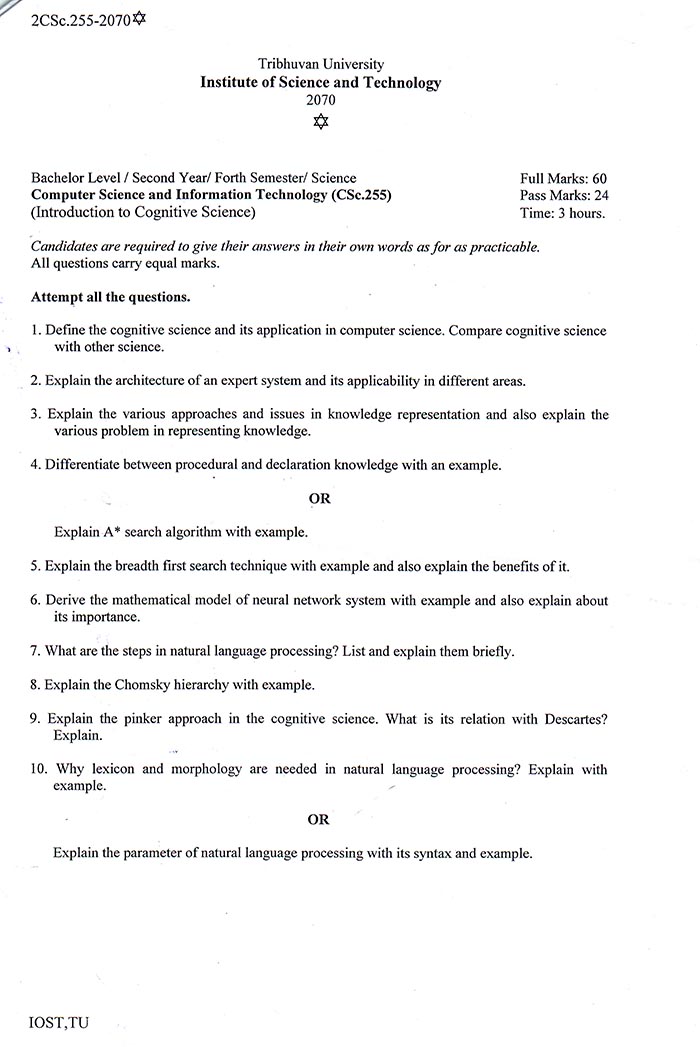 2CSc.255-2070✡
Tribhuvan University
Institute of Science and Technology
2070
✡
Bachelor Level / Second Year/ Forth Semester/ Science
Full Marks: 60
Computer Science and Information Technology (CSc.255)
Pass Marks: 24
(Introduction to Cognitive Science)
Time: 3 hours.
Candidates are required to give their answers in their own words as for as practicable.
All questions carry equal marks.
Attempt all the questions.
1. Define the cognitive science and its application in computer science. Compare cognitive science
with other science.
2. Explain the architecture of an expert system and its applicability in different areas.
3. Explain the various approaches and issues in knowledge representation and also explain the
various problem in representing knowledge.
4. Differentiate between procedural and declaration knowledge with an example.
OR
Explain A* search algorithm with example.
5. Explain the breadth first search technique with example and also explain the benefits of it.
6. Derive the mathematical model of neural network system with example and also explain about
its importance.
7. What are the steps in natural language processing? List and explain them briefly.
8. Explain the Chomsky hierarchy with example.
9. Explain the pinker approach in the cognitive science. What is its relation with Descartes?
Explain.
10. Why lexicon and morphology are needed in natural language processing? Explain with
example.
OR
Explain the parameter of natural language processing with its syntax and example.
IOST,TU